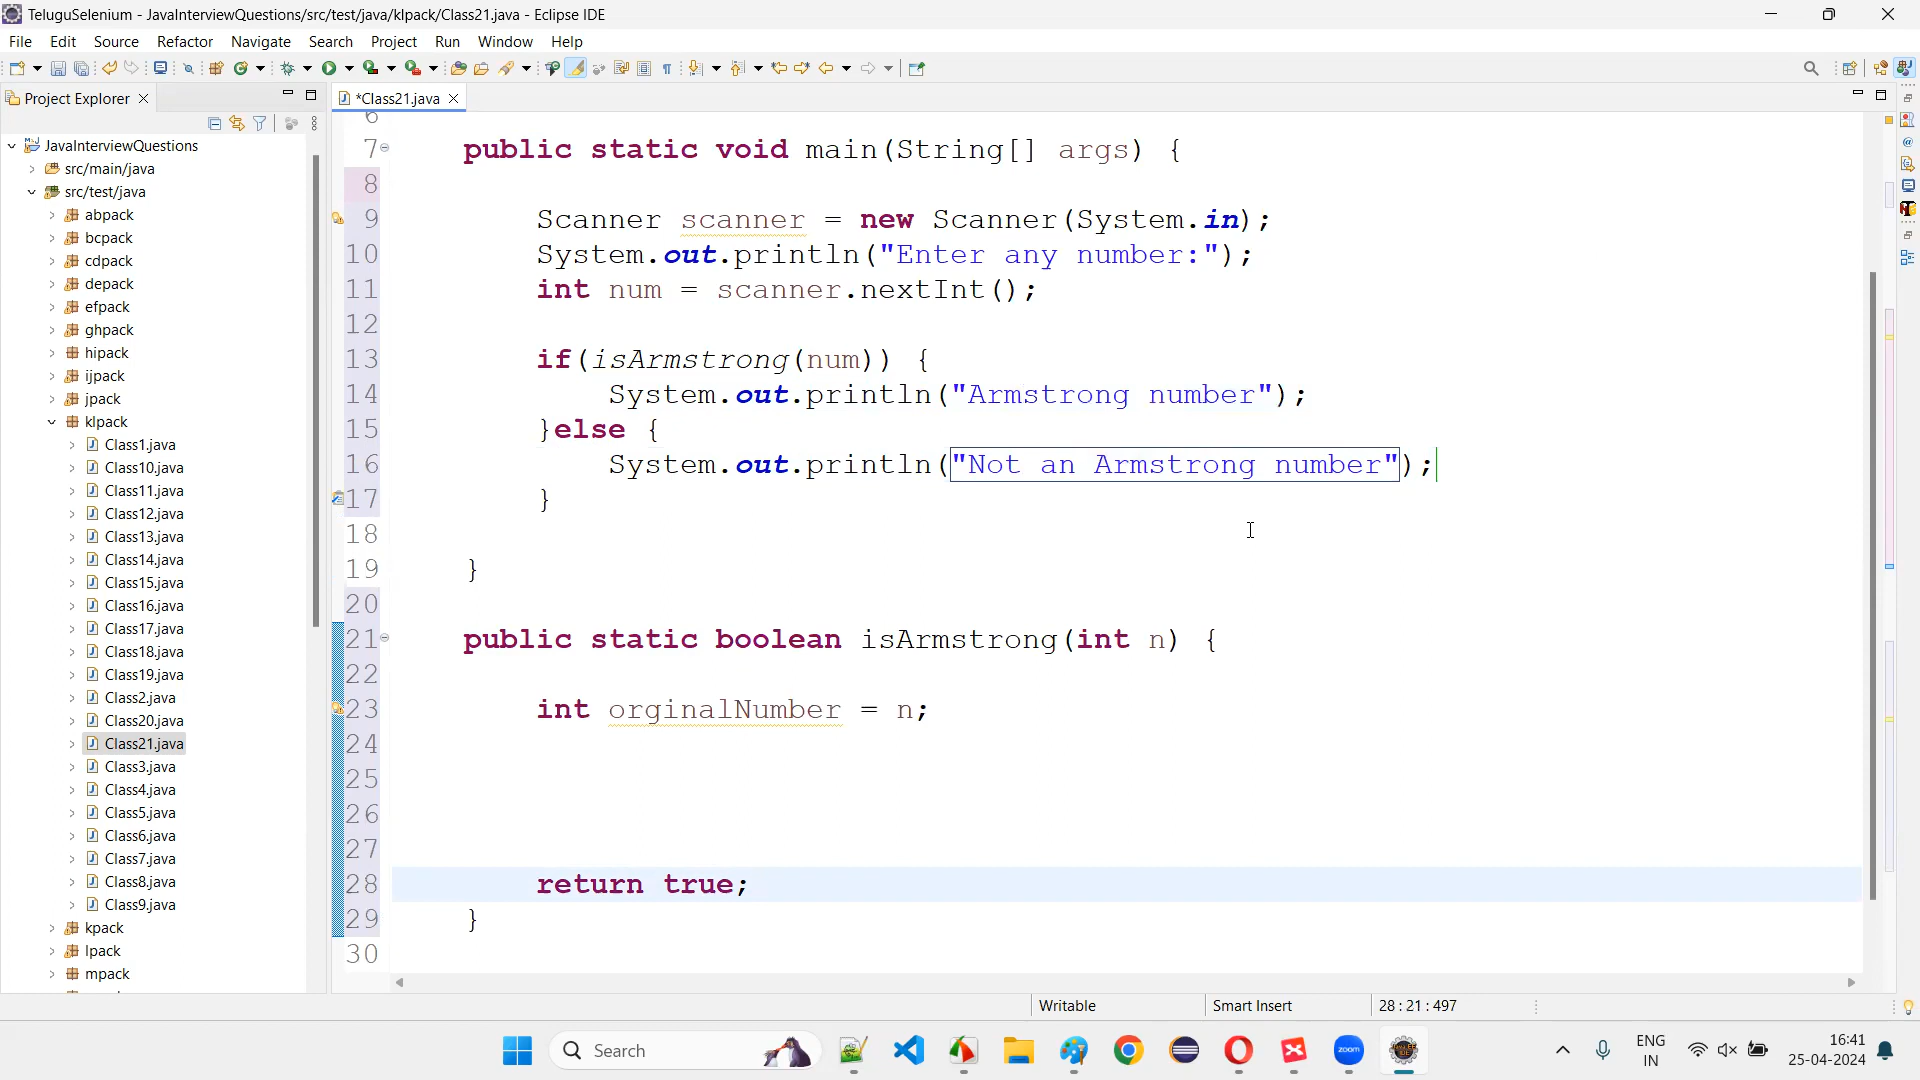 TeluguSelenium - JavaInterviewQuestions/src/test/java/klpack/Class21.java - Eclipse IDE
File Edit Source Refactor Navigate Search Project Run Window Help
Project Explorer
*Class21.java
JavaInterviewQuestions
src/main/java
src/test/java
abpack
bcpack
cdpack
depack
efpack
ghpack
hipack
ijpack
jpack
klpack
Class1.java
Class10.java
Class11.java
Class12.java
Class13.java
Class14.java
Class15.java
Class16.java
Class17.java
Class18.java
Class19.java
Class2.java
Class20.java
Class21.java
Class3.java
Class4.java
Class5.java
Class6.java
Class7.java
Class8.java
Class9.java
kpack
lpack
mpack
6
7 public static void main(String[] args) {
8
9 Scanner scanner = new Scanner(System.in);
10 System.out.println("Enter any number:");
11 int num = scanner.nextInt();
12
13 if(isArmstrong(num)) {
14 System.out.println("Armstrong number");
15 }else {
16 System.out.println("Not an Armstrong number");
17 }
18
19 }
20
21 public static boolean isArmstrong(int n) {
22
23 int orginalNumber = n;
24
25
26
27
28 return true;
29 }
30
Writable Smart Insert 28 : 21 : 497
Search
zoom
ENG
IN
16:41
25-04-2024